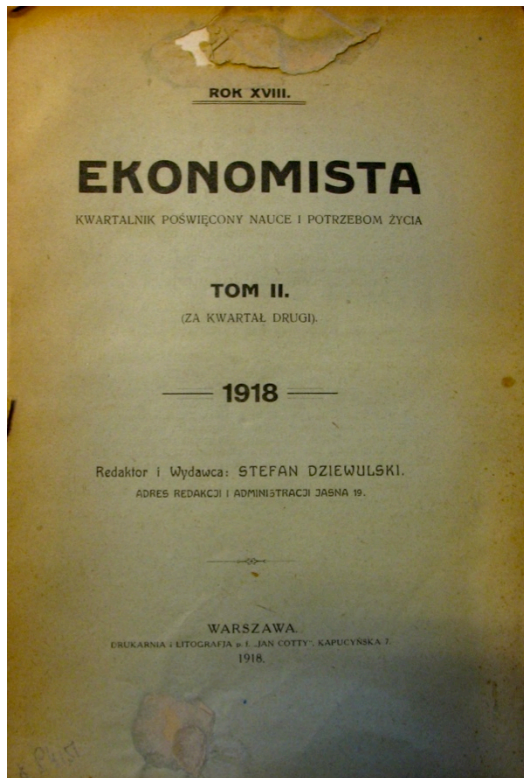 ROK XVIII.
EKONOMISTA
KWARTALNIK POŚWIĘCONY NAUCE I POTRZEBOM ŻYCIA
TOM II.
(ZA KWARTAŁ DRUGI).
1918
Redaktor i Wydawca: STEFAN DZIEWULSKI.
ADRES REDAKCJI I ADMINISTRACJI JASNA 19.
WARSZAWA.
DRUKARNIA i LITOGRAFJA p. f. „JAN COTTY”, KAPUCYŃSKA 7.
1918.